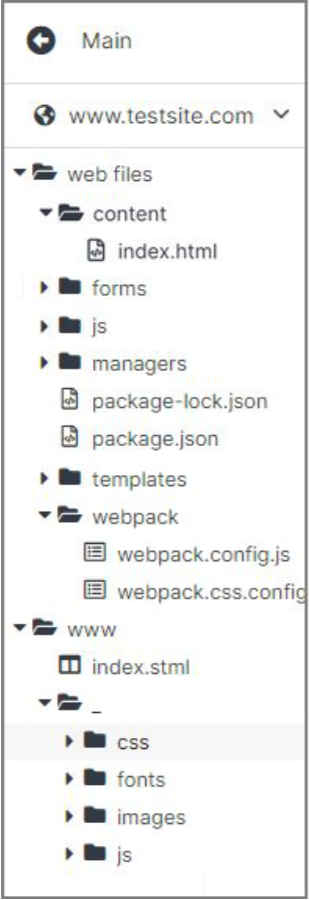 Main
www.testsite.com
web files
content
index.html
forms
js
managers
package-lock.json
package.json
templates
webpack
webpack.config.js
webpack.css.config
www
index.stml
_
css
fonts
images
js